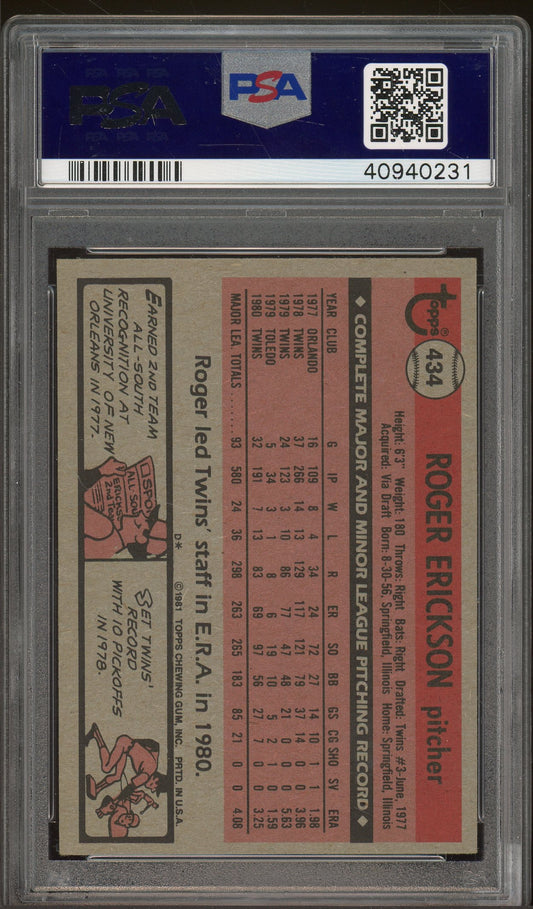 PSA
PSA
40940231
Topps®
434
ROGER ERICKSON pitcher
Height: 6'3" Weight: 180 Throws: Right Bats: Right Drafted: Twins #3-June, 1977
Acquired: Via Draft Born: 8-30-56, Springfield, Illinois Home: Springfield, Illinois
◆ COMPLETE MAJOR AND MINOR LEAGUE PITCHING RECORD ◆
YEAR CLUB G IP W L R ER SO BB GS CG SHO SV ERA
1977 ORLANDO 16 109 8 4 34 24 72 27 14 10 1 1 1.98
1978 TWINS 37 266 14 13 129 117 121 79 37 14 0 0 3.96
1979 TWINS 24 123 3 10 86 77 47 48 21 0 0 0 5.63
1979 TOLEDO 5 34 3 1 8 6 19 10 5 2 1 0 1.59
1980 TWINS 32 191 7 13 83 69 97 56 27 7 0 0 3.25
MAJOR LEA. TOTALS 93 580 24 36 298 263 265 183 85 21 0 0 4.08
Roger led Twins' staff in E.R.A. in 1980.
D* ©1981 TOPPS CHEWING GUM, INC. PRTD. IN U.S.A.
EARNED 2ND TEAM
ALL-SOUTH
RECOGNITION AT
UNIVERSITY OF NEW
ORLEANS IN 1977.
SPO
ALL-SOU
ERICKS
2ND TEA
SET TWINS'
RECORD
WITH 10 PICKOFFS
IN 1978.